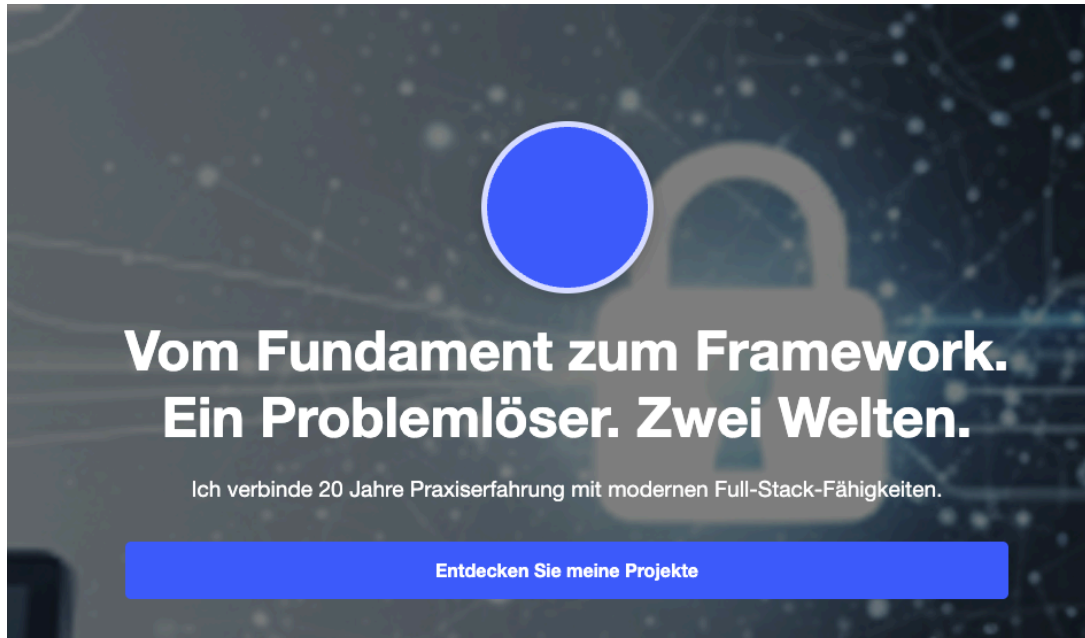 Vom Fundament zum Framework.
Ein Problemlöser. Zwei Welten.
Ich verbinde 20 Jahre Praxiserfahrung mit modernen Full-Stack-Fähigkeiten.
Entdecken Sie meine Projekte